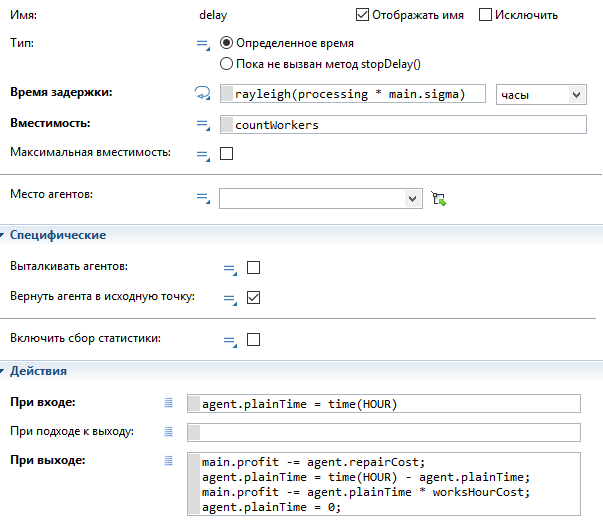 Имя: delay Отображать имя Исключить
Тип: Определенное время
Пока не вызван метод stopDelay()
Время задержки: rayleigh(processing * main.sigma) часы
Вместимость: countWorkers
Максимальная вместимость:
Место агентов:
Специфические
Выталкивать агентов:
Вернуть агента в исходную точку:
Включить сбор статистики:
Действия
При входе: agent.plainTime = time(HOUR)
При подходе к выходу:
При выходе: main.profit -= agent.repairCost;
agent.plainTime = time(HOUR) - agent.plainTime;
main.profit -= agent.plainTime * worksHourCost;
agent.plainTime = 0;